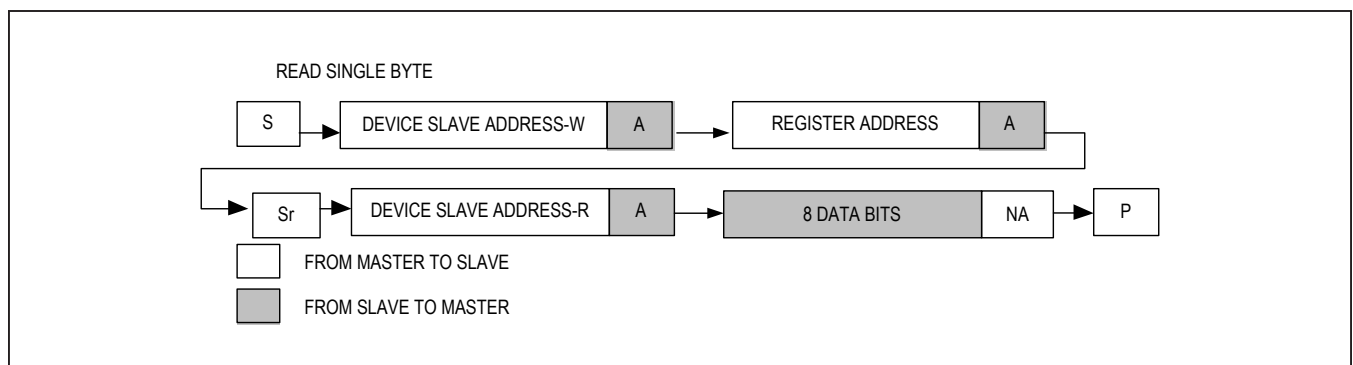 READ SINGLE BYTE
S DEVICE SLAVE ADDRESS-W A REGISTER ADDRESS A
Sr DEVICE SLAVE ADDRESS-R A 8 DATA BITS NA P
FROM MASTER TO SLAVE
FROM SLAVE TO MASTER